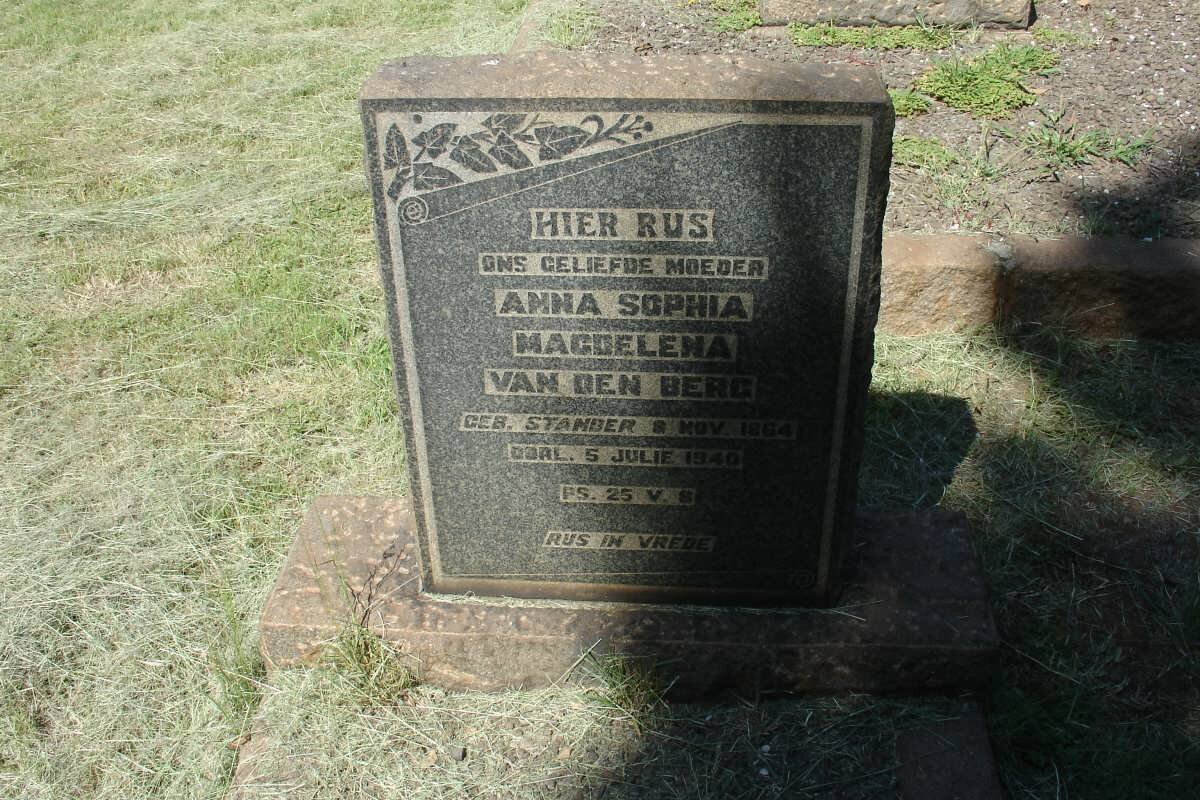 HIER RUS
ONS GELIEFDE MOEDER
ANNA SOPHIA
MAGDELENA
VAN DEN BERG
GEB. STANDER 8 NOV. 1864
OORL. 5 JULIE 1940
PS. 25 V. 8
RUS IN VREDE